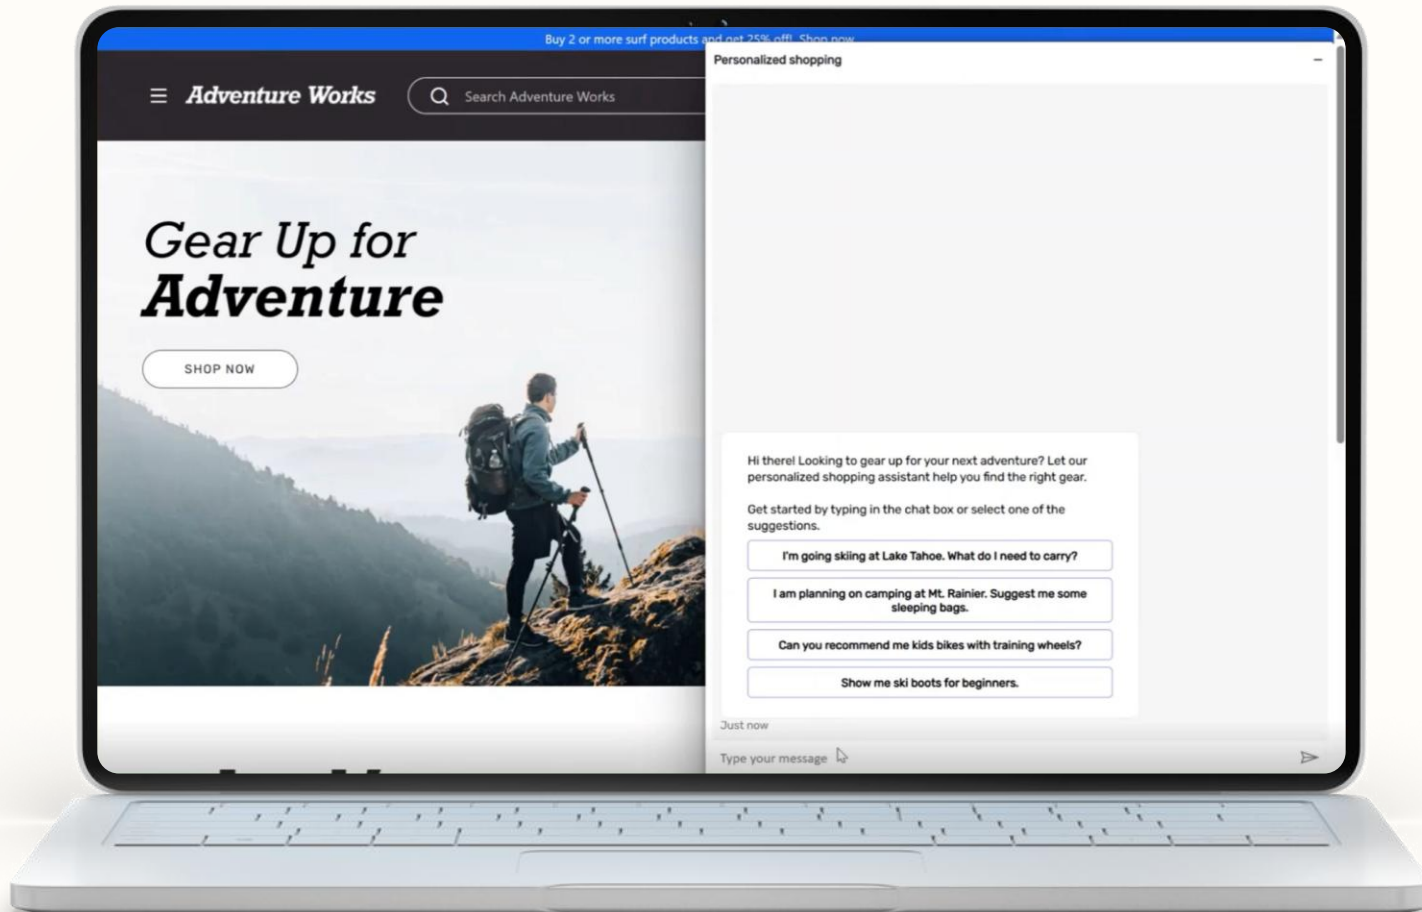 Buy 2 or more surf products and get 25% off! Shop now
Adventure Works
Search Adventure Works
Gear Up for
Adventure
SHOP NOW
Personalized shopping
Hi there! Looking to gear up for your next adventure? Let our
personalized shopping assistant help you find the right gear.
Get started by typing in the chat box or select one of the
suggestions.
I'm going skiing at Lake Tahoe. What do I need to carry?
I am planning on camping at Mt. Rainier. Suggest me some
sleeping bags.
Can you recommend me kids bikes with training wheels?
Show me ski boots for beginners.
Just now
Type your message